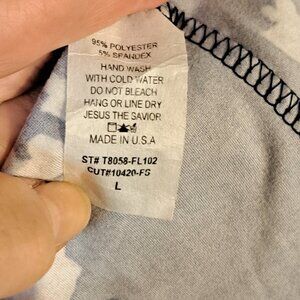 95% POLYESTER
5% SPANDEX
HAND WASH
WITH COLD WATER
DO NOT BLEACH
HANG OR LINE DRY
JESUS THE SAVIOR
MADE IN U.S.A
ST# T8058-FL102
CUT#10420-FS
L